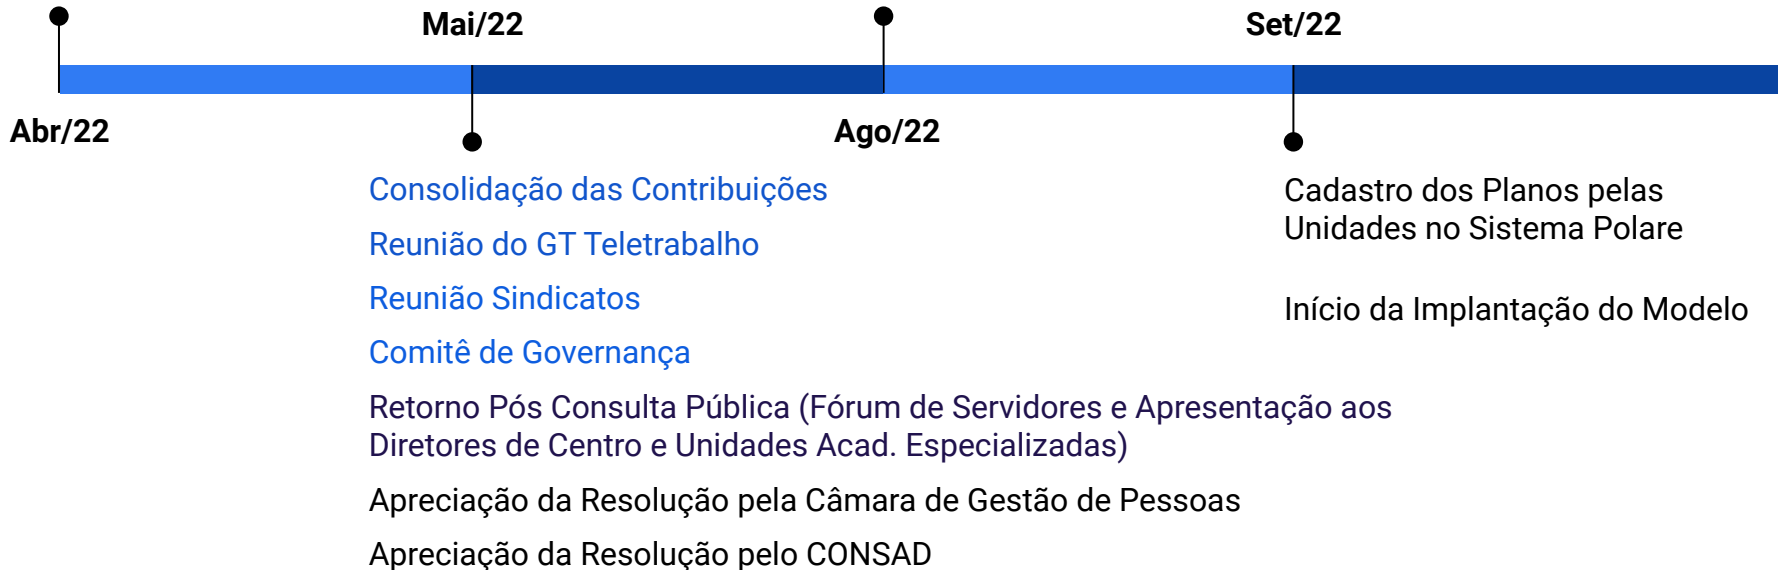 Mai/22
Set/22
Abr/22
Ago/22
Consolidação das Contribuições
Reunião do GT Teletrabalho
Reunião Sindicatos
Comitê de Governança
Retorno Pós Consulta Pública (Fórum de Servidores e Apresentação aos
Diretores de Centro e Unidades Acad. Especializadas)
Apreciação da Resolução pela Câmara de Gestão de Pessoas
Apreciação da Resolução pelo CONSAD
Cadastro dos Planos pelas
Unidades no Sistema Polare
Início da Implantação do Modelo